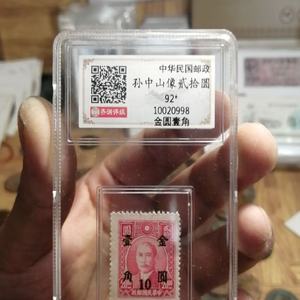 中华民国邮政
孙中山像贰拾圆
92+
10020998
金圆壹角
金
圆
壹
角
10